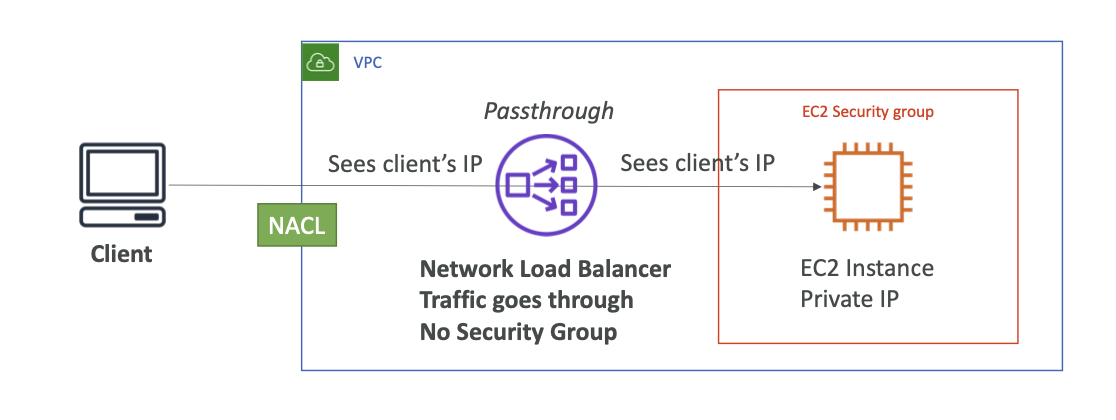 VPC
Passthrough
EC2 Security group
Sees client’s IP
Sees client’s IP
NACL
Client
Network Load Balancer
Traffic goes through
No Security Group
EC2 Instance
Private IP